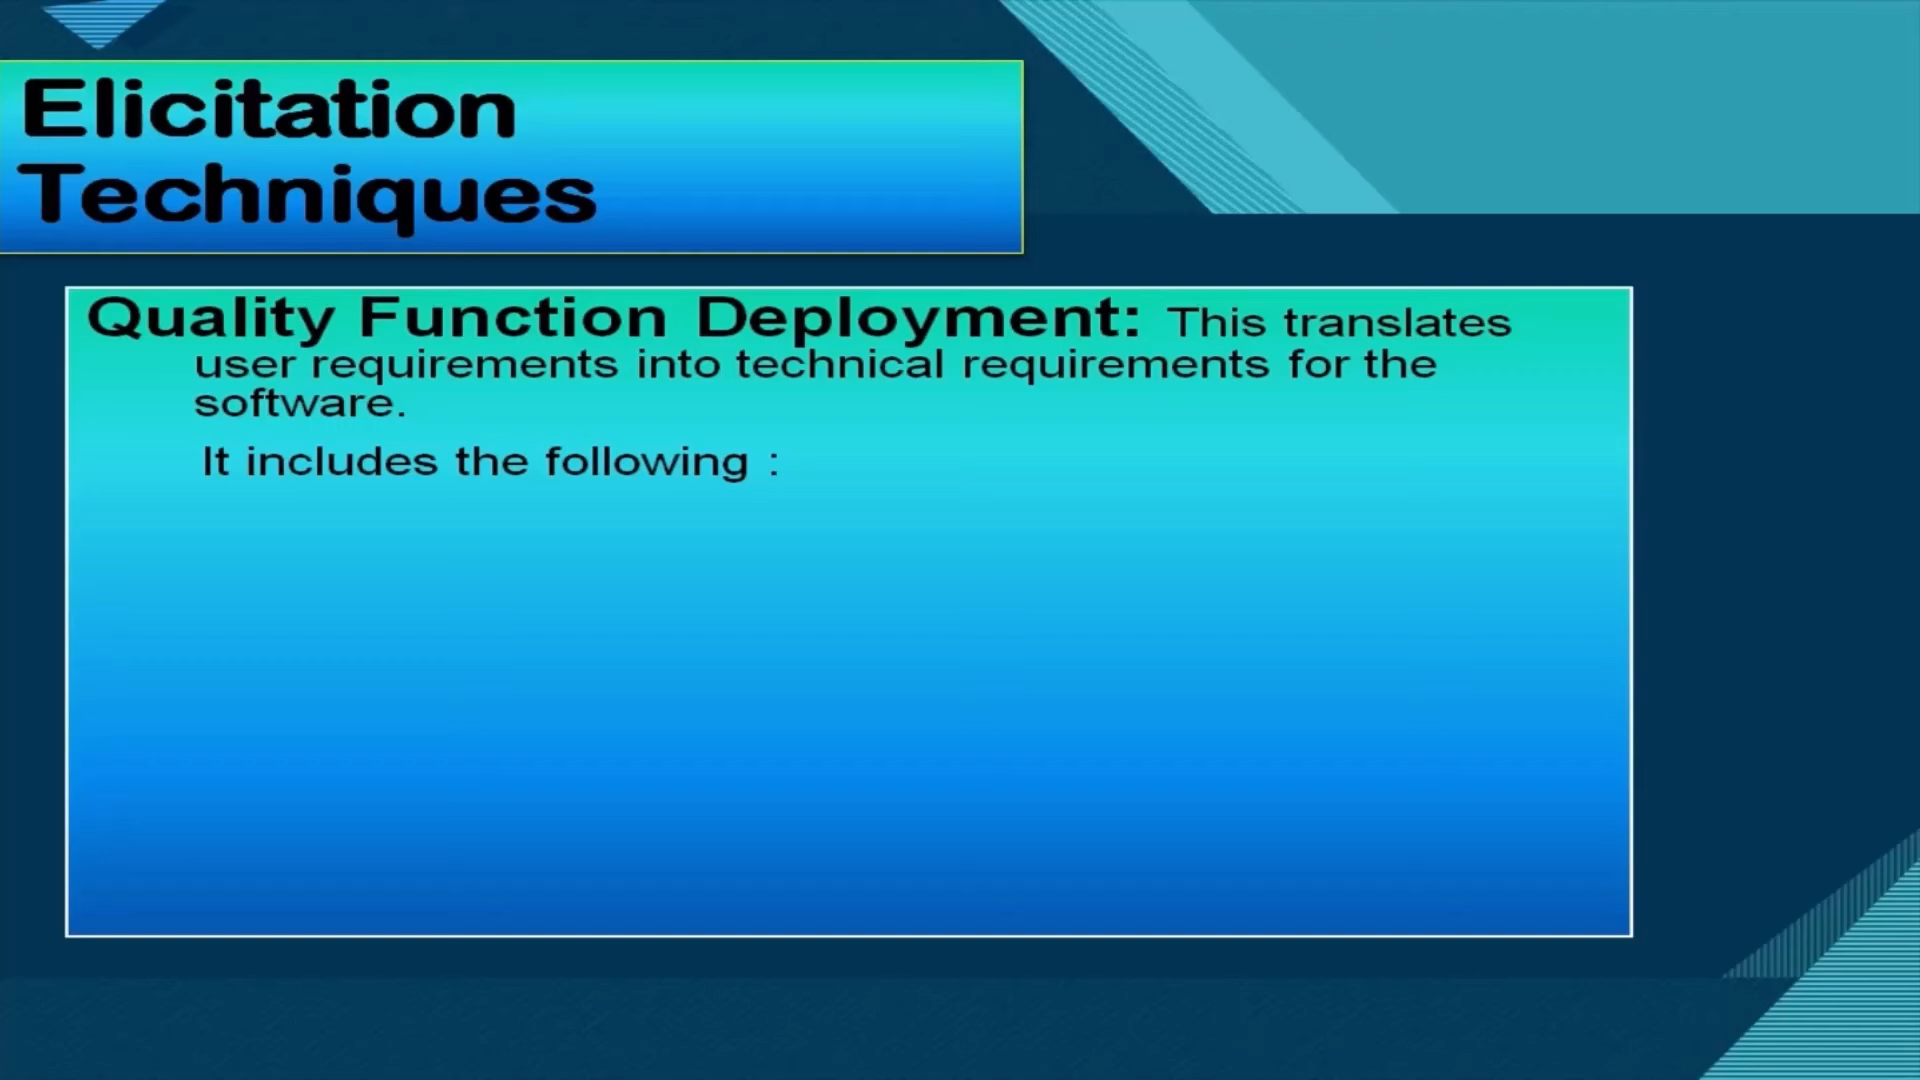 Elicitation
Techniques
Quality Function Deployment: This translates
user requirements into technical requirements for the
software.
It includes the following :